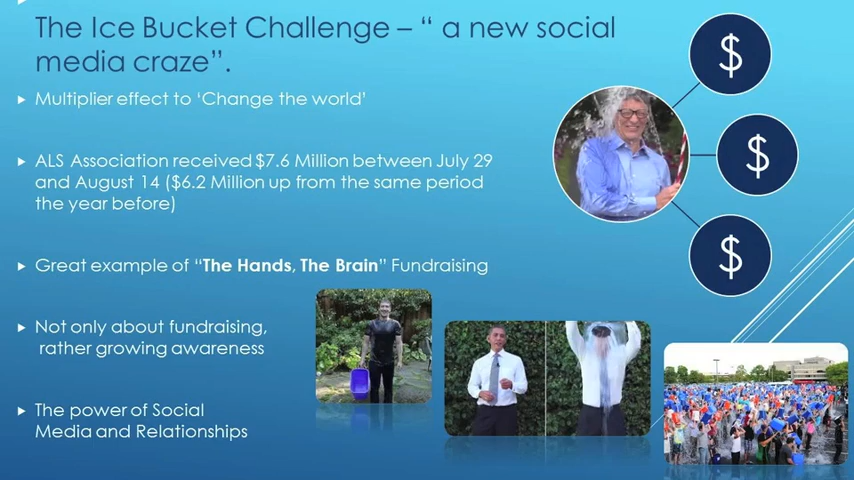 The Ice Bucket Challenge – “ a new social
media craze”.
Multiplier effect to ‘Change the world’
ALS Association received $7.6 Million between July 29
and August 14 ($6.2 Million up from the same period
the year before)
Great example of “The Hands, The Brain” Fundraising
Not only about fundraising,
rather growing awareness
The power of Social
Media and Relationships
$
$
$